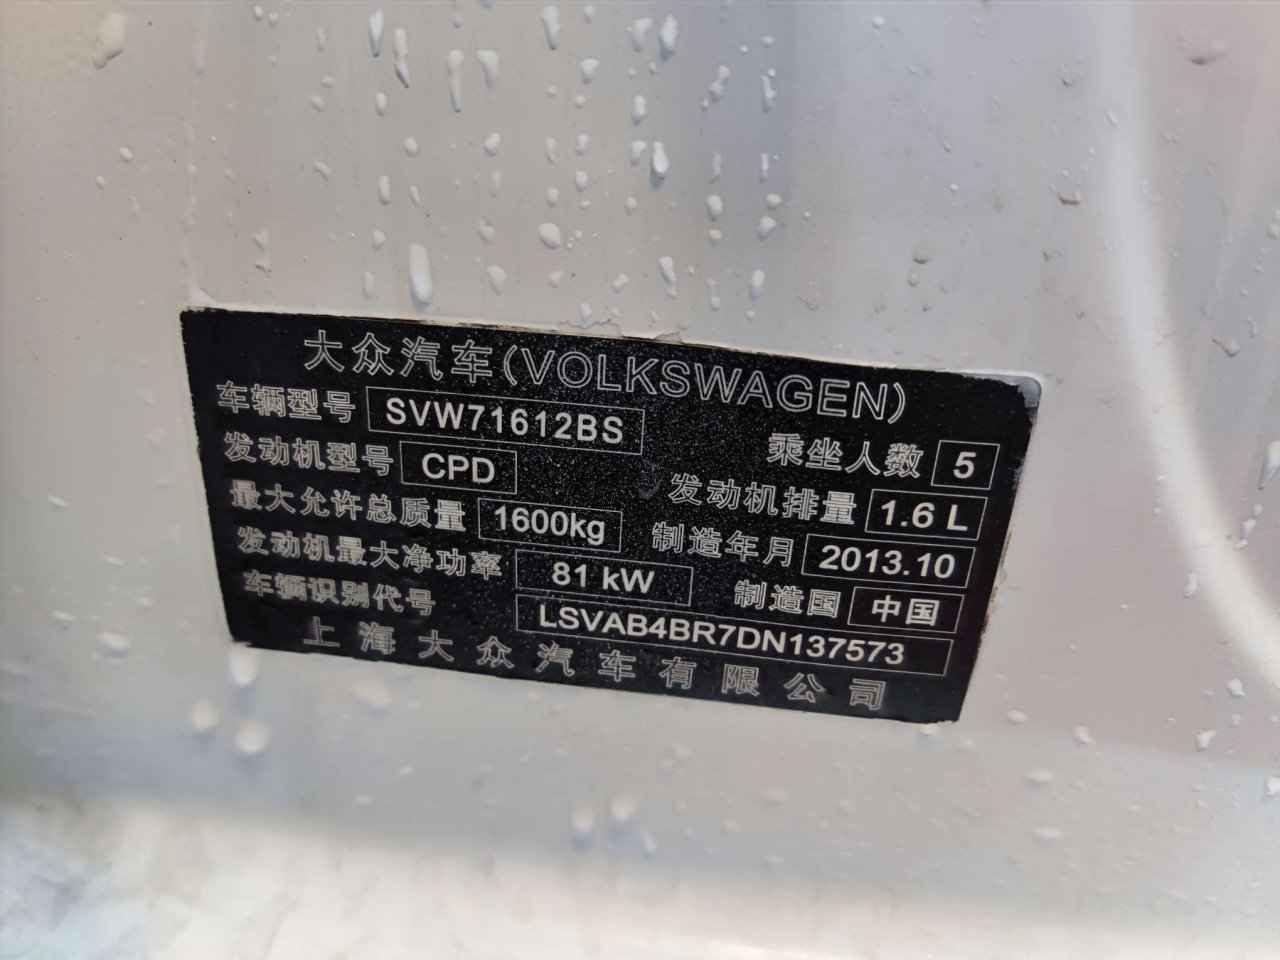 大众汽车(VOLKSWAGEN)
车辆型号 SVW71612BS 乘坐人数 5
发动机型号 CPD 发动机排量 1.6 L
最大允许总质量 1600kg 制造年月 2013.10
发动机最大净功率 81 kW 制造国 中国
车辆识别代号 LSVAB4BR7DN137573
上海大众汽车有限公司